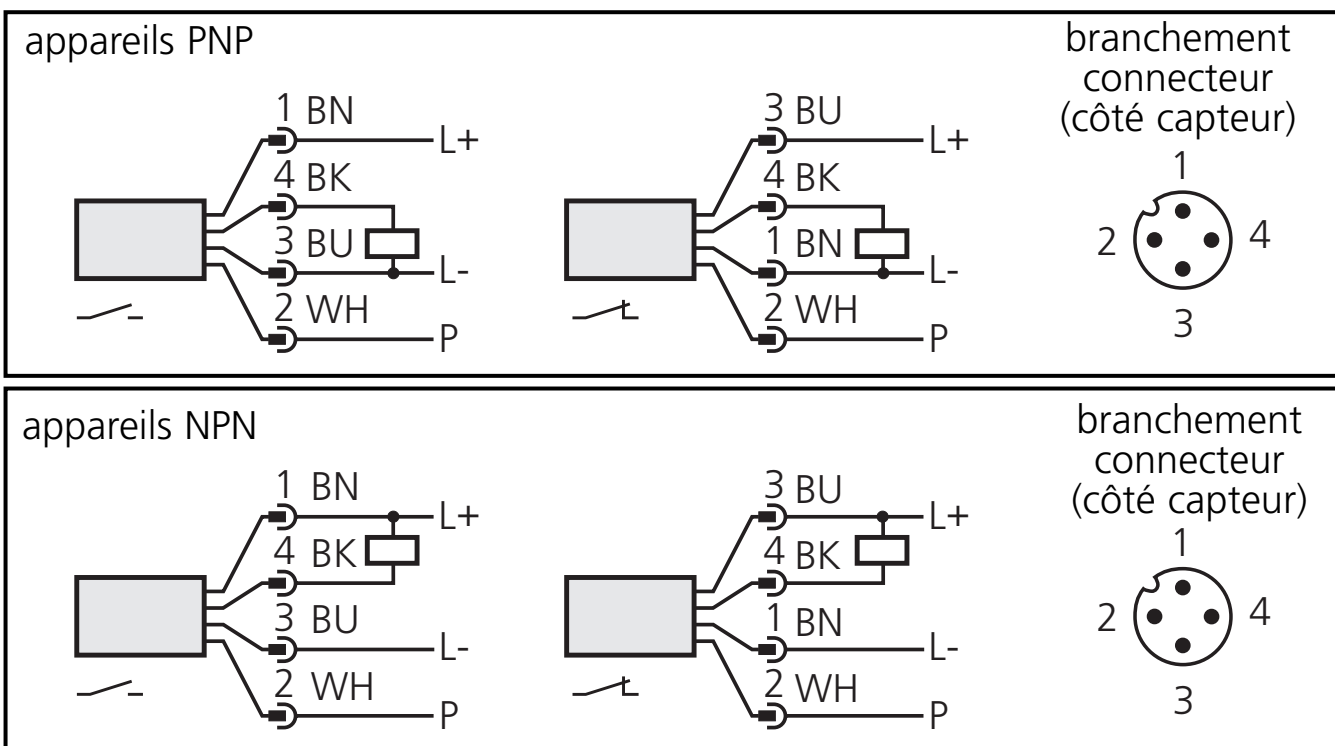 appareils PNP
1 BN
L+
4 BK
3 BU
L-
2 WH
P
3 BU
L+
4 BK
1 BN
L-
2 WH
P
branchement
connecteur
(côté capteur)
1
2
4
3
appareils NPN
1 BN
L+
4 BK
3 BU
L-
2 WH
P
3 BU
L+
4 BK
1 BN
L-
2 WH
P
branchement
connecteur
(côté capteur)
1
2
4
3